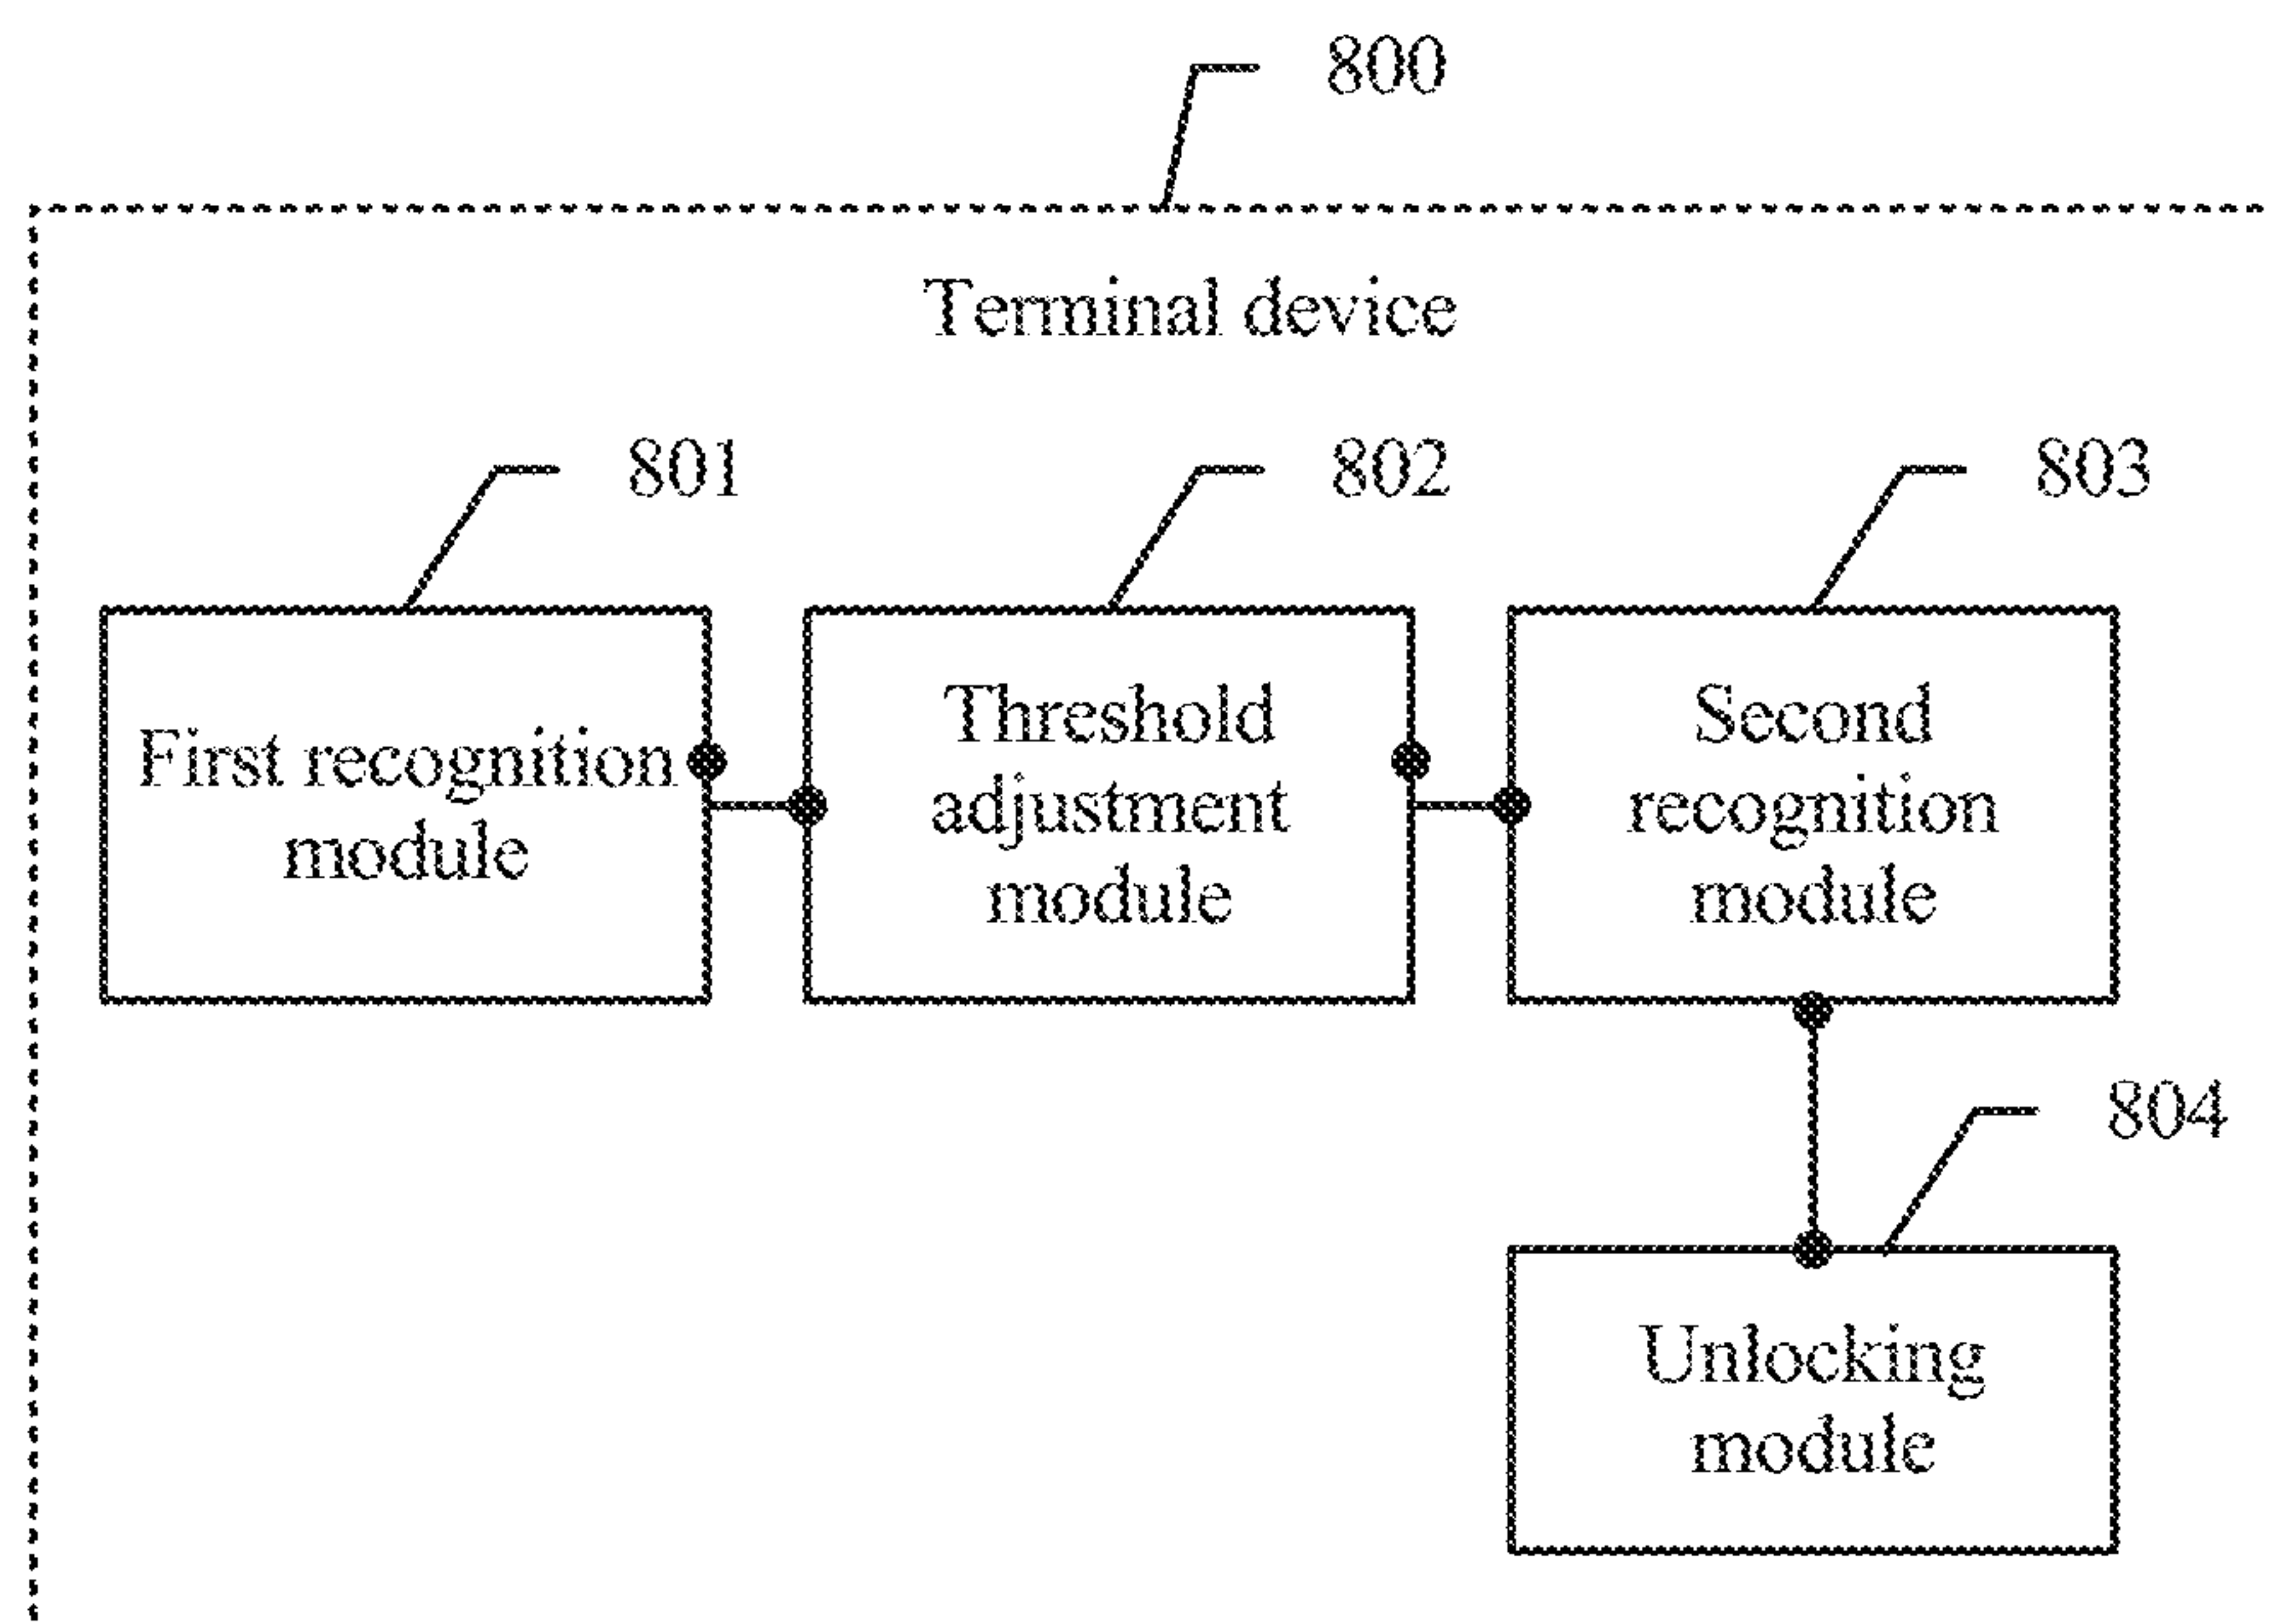 800
Terminal device
801
802
803
First recognition
module
Threshold
adjustment
module
Second
recognition
module
804
Unlocking
module